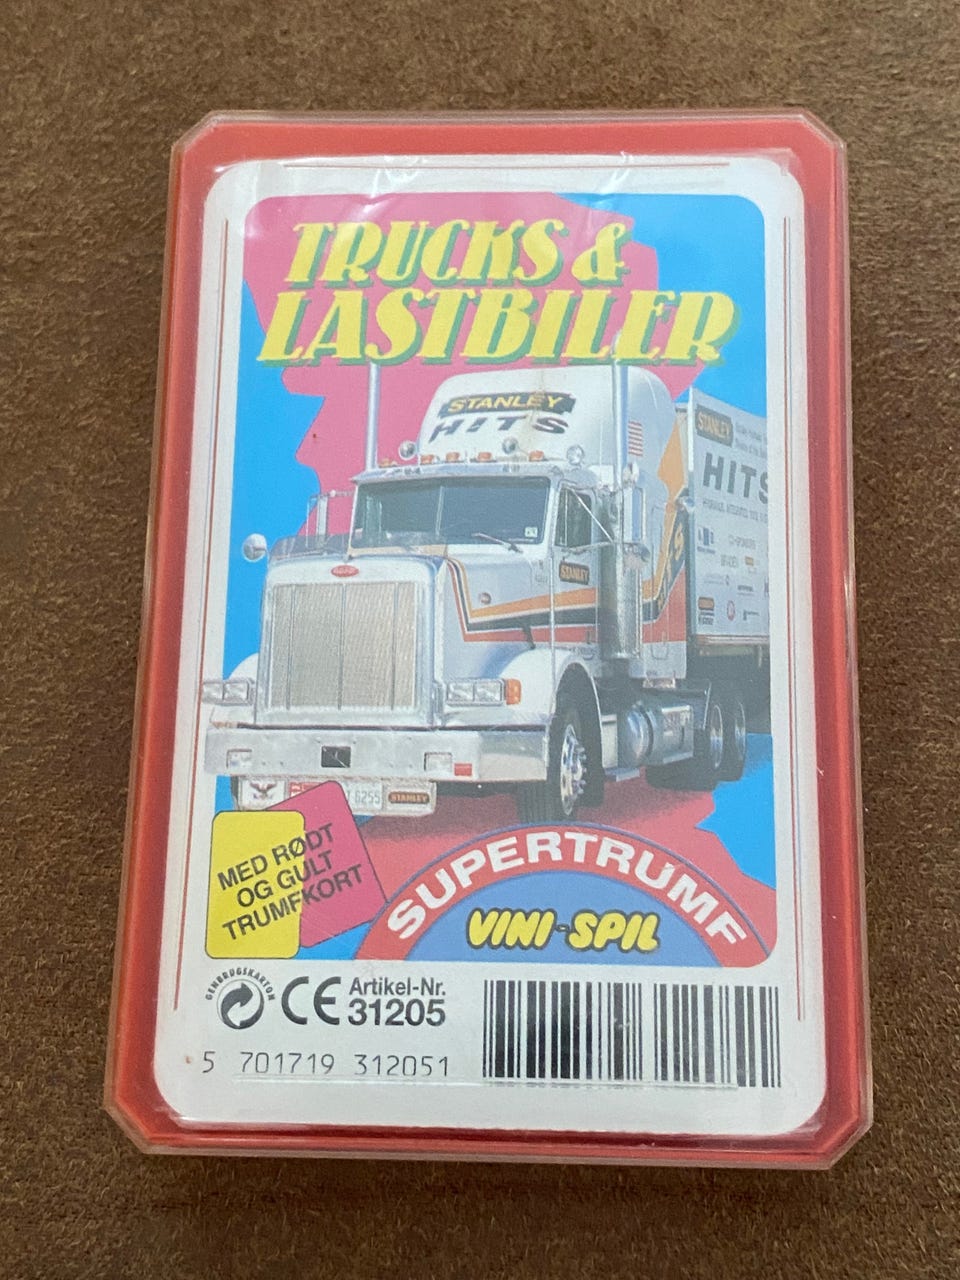 TRUCKS &
LASTBILER
STANLEY
HITS
STANLEY
HITS
STANLEY
STANLEY
MED RØDT
OG GULT
TRUMFKORT
SUPERTRUMF
VINI-SPIL
GENBRUGSKARTON
CE
Artikel-Nr.
31205
5 701719 312051